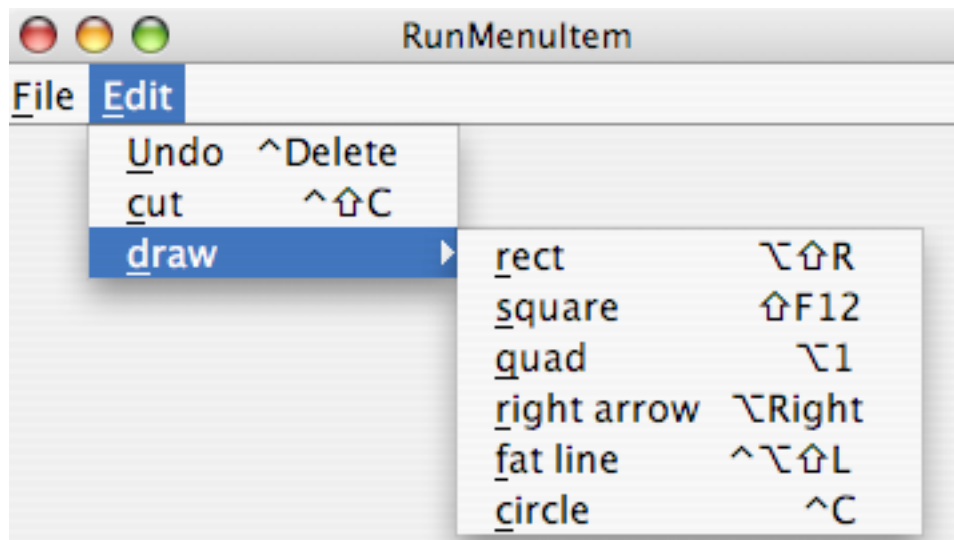 RunMenuItem
File Edit
Undo ^Delete
cut ^⇧C
draw
rect ⌥⇧R
square ⇧F12
quad ⌥1
right arrow ⌥Right
fat line ^⌥⇧L
circle ^C